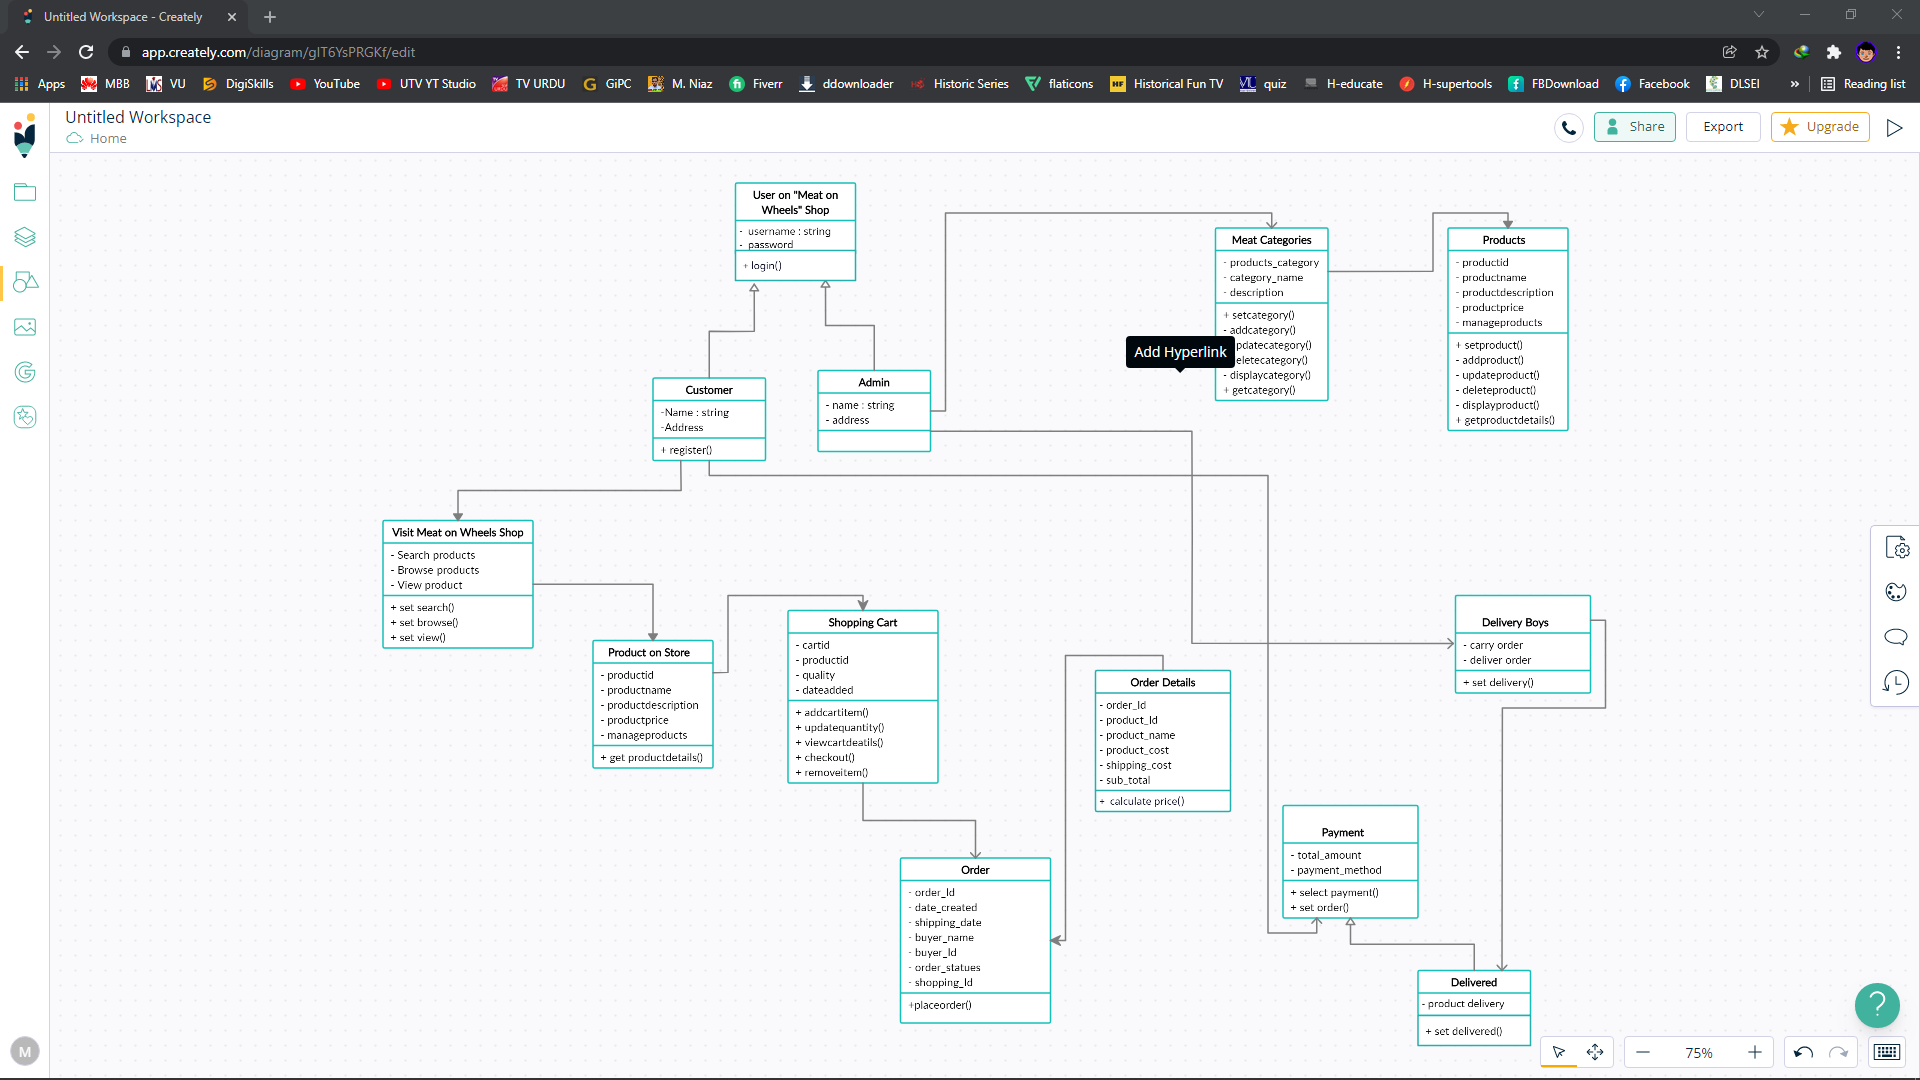 Untitled Workspace - Creately
app.creately.com/diagram/gIT6YsPRGKf/edit
Apps MBB VU DigiSkills YouTube UTV YT Studio TV URDU GiPC M. Niaz Fiverr ddownloader Historic Series flaticons Historical Fun TV quiz H-educate H-supertools FBDownload Facebook DLSEI » Reading list
Untitled Workspace
Home
Share
Export
Upgrade
User on "Meat on
Wheels" Shop
- username : string
- password
+ login()
Meat Categories
- products_category
- category_name
- description
+ setcategory()
- addcategory()
pdatecategory()
eletecategory()
- displaycategory()
+ getcategory()
Add Hyperlink
Products
- productid
- productname
- productdescription
- productprice
- manageproducts
+ setproduct()
- addproduct()
- updateproduct()
- deleteproduct()
- displayproduct()
+ getproductdetails()
Customer
-Name : string
-Address
+ register()
Admin
- name : string
- address
Visit Meat on Wheels Shop
- Search products
- Browse products
- View product
+ set search()
+ set browse()
+ set view()
Product on Store
- productid
- productname
- productdescription
- productprice
- manageproducts
+ get productdetails()
Shopping Cart
- cartid
- productid
- quality
- dateadded
+ addcartitem()
+ updatequantity()
+ viewcartdeatils()
+ checkout()
+ removeitem()
Order Details
- order_Id
- product_Id
- product_name
- product_cost
- shipping_cost
- sub_total
+ calculate price()
Delivery Boys
- carry order
- deliver order
+ set delivery()
Payment
- total_amount
- payment_method
+ select payment()
+ set order()
Order
- order_Id
- date_created
- shipping_date
- buyer_name
- buyer_Id
- order_statues
- shopping_Id
+placeorder()
Delivered
- product delivery
+ set delivered()
M
?
75%